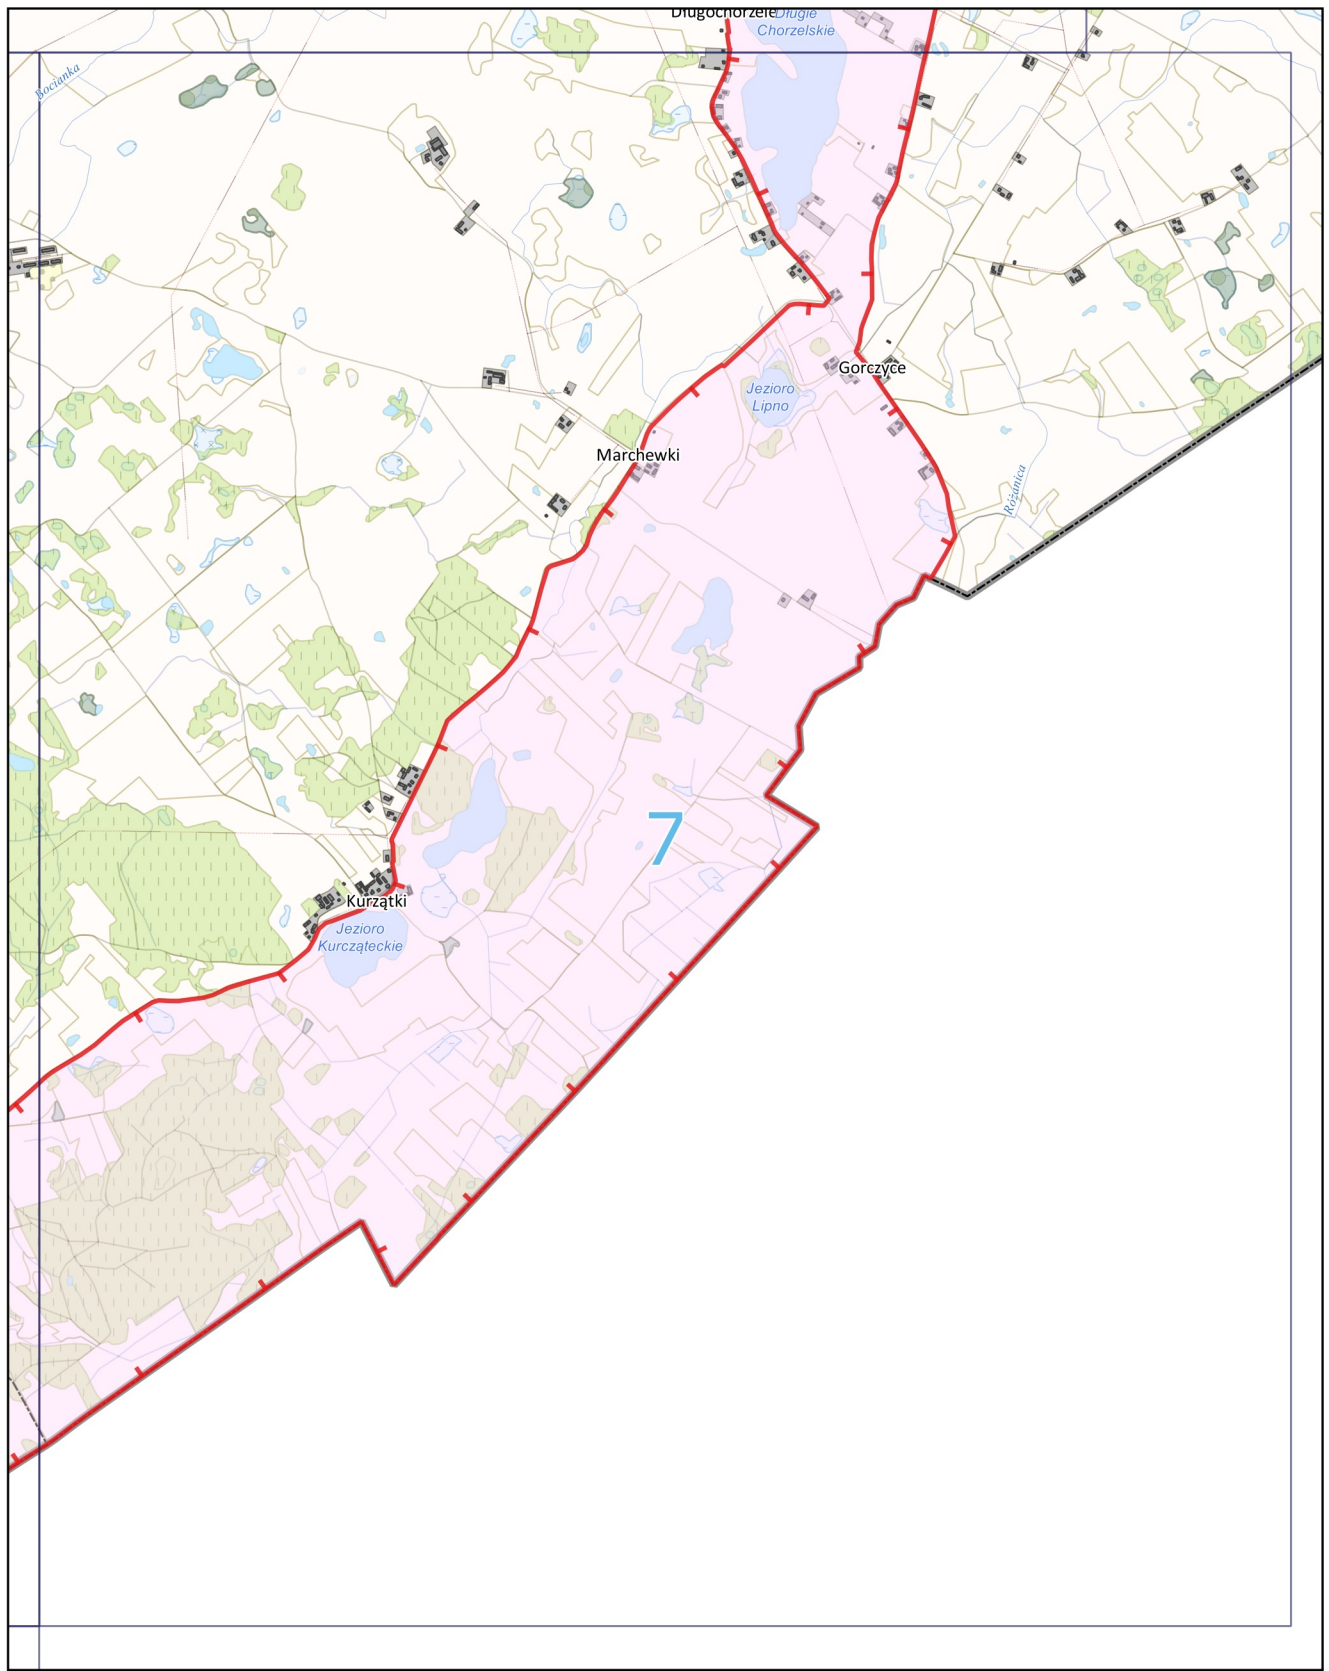 Długochorzele
Długie
Chorzelskie
Bocianka
Gorczyce
Jezioro
Lipno
Marchewki
Różanica
7
Kurzątki
Jezioro
Kurcząteckie